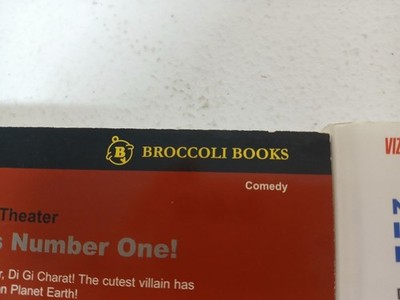 B BROCCOLI BOOKS
Comedy
Theater
Number One!
, Di Gi Charat! The cutest villain has
Planet Earth!
VIZ